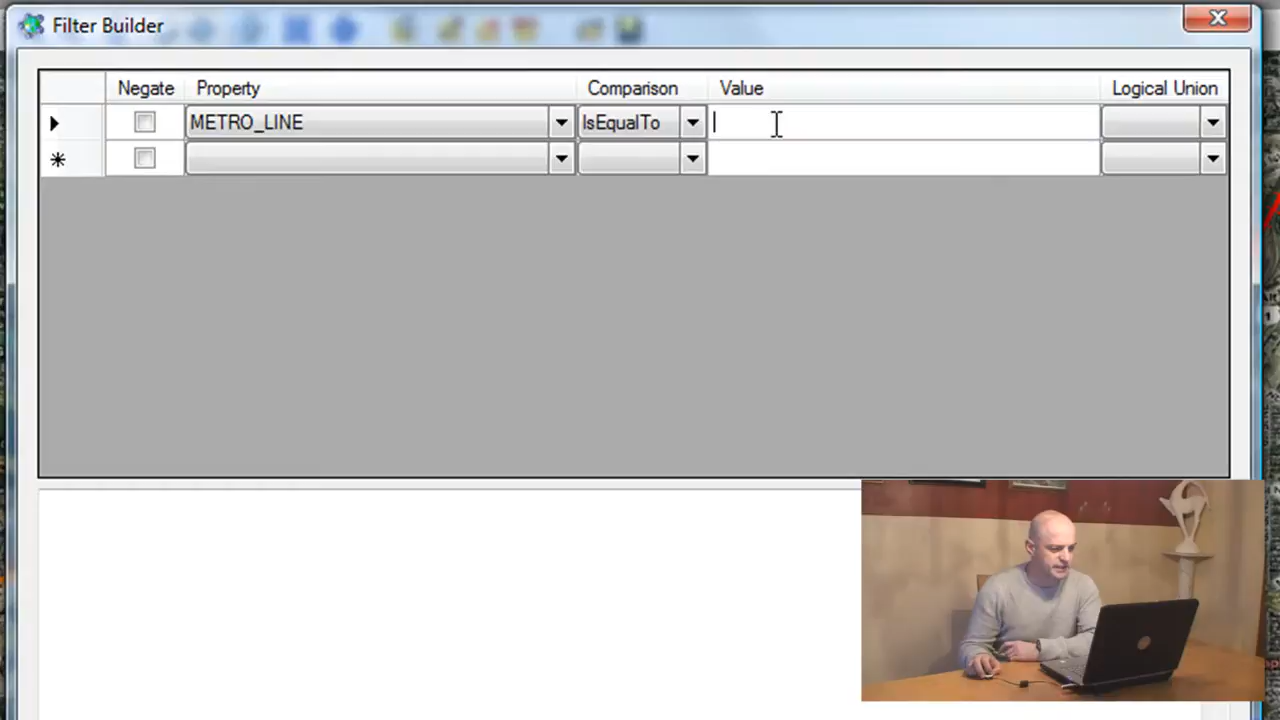 Filter Builder
Negate Property Comparison Value Logical Union
METRO_LINE IsEqualTo